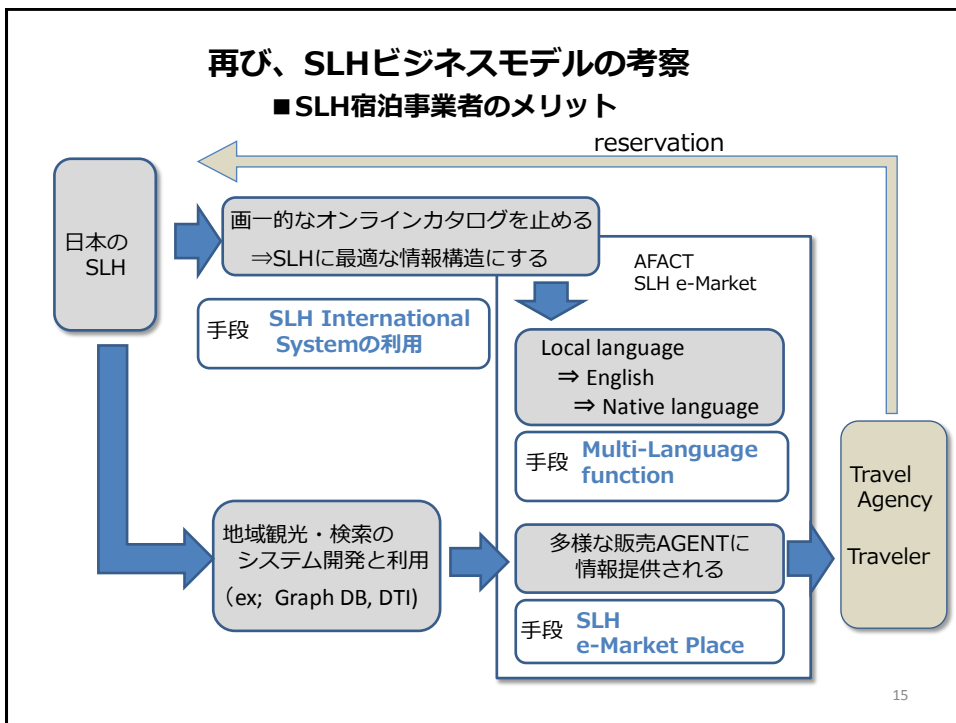 再び、SLHビジネスモデルの考察
■SLH宿泊事業者のメリット
reservation
日本の
SLH
画一的なオンラインカタログを止める
⇒SLHに最適な情報構造にする
手段 SLH International
Systemの利用
AFACT
SLH e-Market
Local language
⇒ English
⇒ Native language
手段 Multi-Language
function
地域観光・検索の
システム開発と利用
（ex; Graph DB, DTI)
多様な販売AGENTに
情報提供される
手段 SLH
e-Market Place
Travel
Agency
Traveler
15